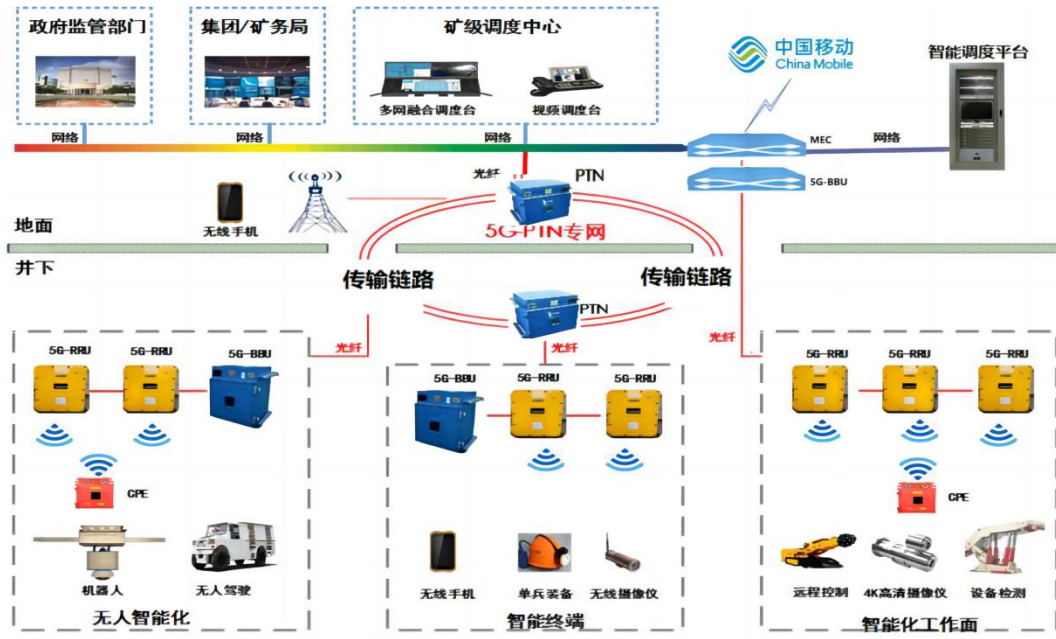 政府监管部门
集团/矿务局
矿级调度中心
多网融合调度台
视频调度台
中国移动
China Mobile
智能调度平台
网络
网络
网络
MEC
网络
5G-BBU
光纤
PTN
无线手机
5G-PTN专网
地面
井下
传输链路
传输链路
PTN
光纤
光纤
光纤
5G-RRU
5G-RRU
5G-BBU
CPE
机器人
无人驾驶
无人智能化
5G-BBU
5G-RRU
5G-RRU
无线手机
单兵装备
无线摄像仪
智能终端
5G-RRU
5G-RRU
5G-RRU
CPE
远程控制
4K高清摄像仪
设备检测
智能化工作面